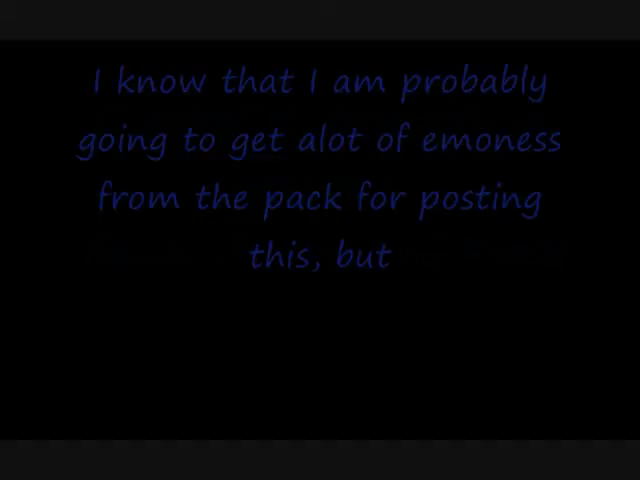 I know that I am probably
going to get alot of emoness
from the pack for posting
this, but